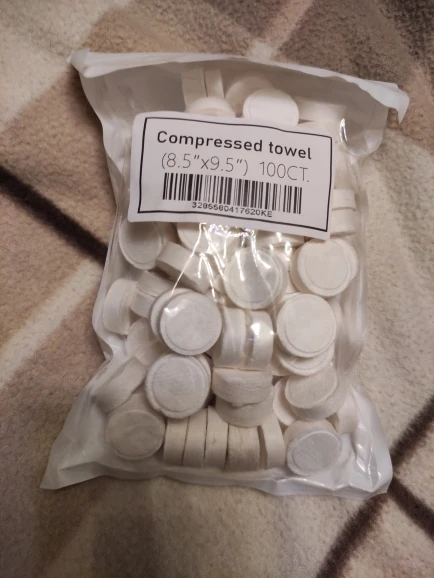 Compressed towel
(8.5"x9.5") 100CT.
3295560417620KE